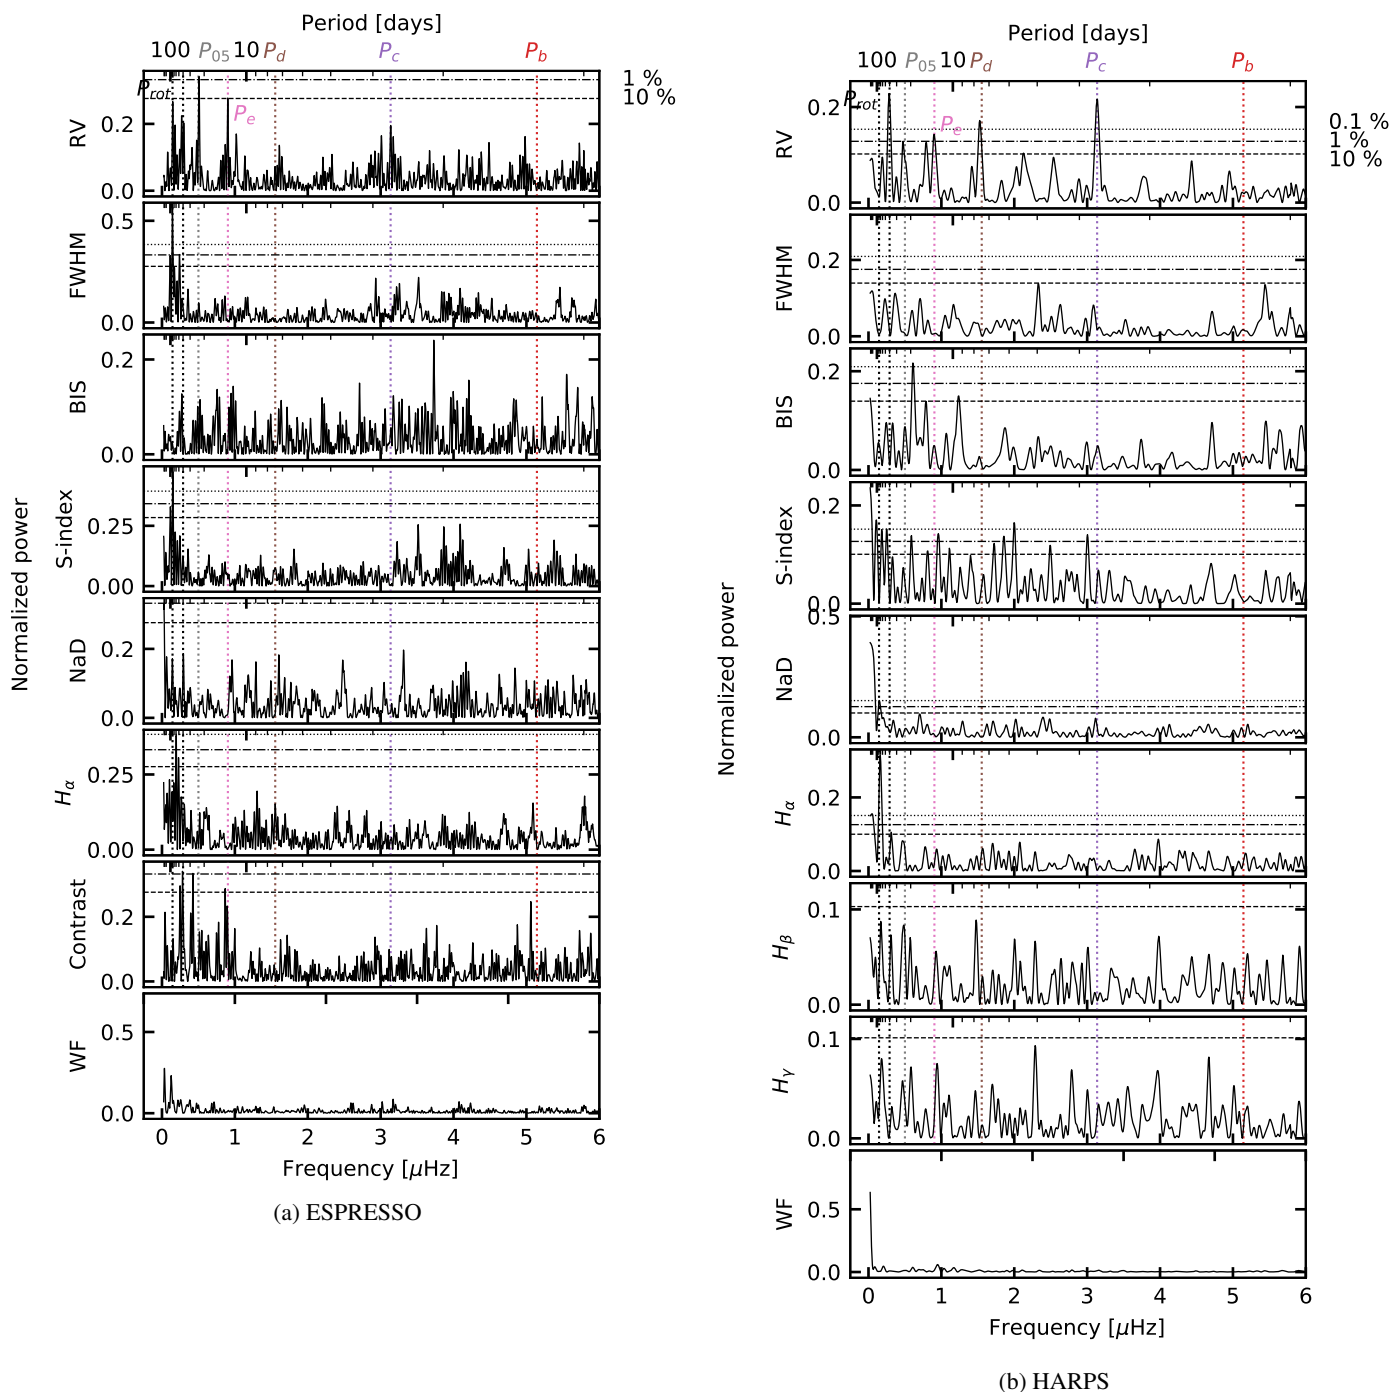 Period [days]
100 P05 10 Pd Pc Pb
Prot
Pe
1 %
10 %
RV
0.2
0.0
FWHM
0.5
0.0
BIS
0.2
0.0
S-index
0.25
0.00
NaD
0.2
0.0
Hα
0.25
0.00
Contrast
0.2
0.0
WF
0.5
0.0
Normalized power
0 1 2 3 4 5 6
Frequency [μHz]
(a) ESPRESSO
Period [days]
100 P05 10 Pd Pc Pb
Prot
Pe
0.1 %
1 %
10 %
RV
0.2
0.0
FWHM
0.2
0.0
BIS
0.2
0.0
S-index
0.2
0.0
NaD
0.5
0.0
Hα
0.2
0.0
Hβ
0.1
0.0
Hγ
0.1
0.0
WF
0.5
0.0
Normalized power
0 1 2 3 4 5 6
Frequency [μHz]
(b) HARPS